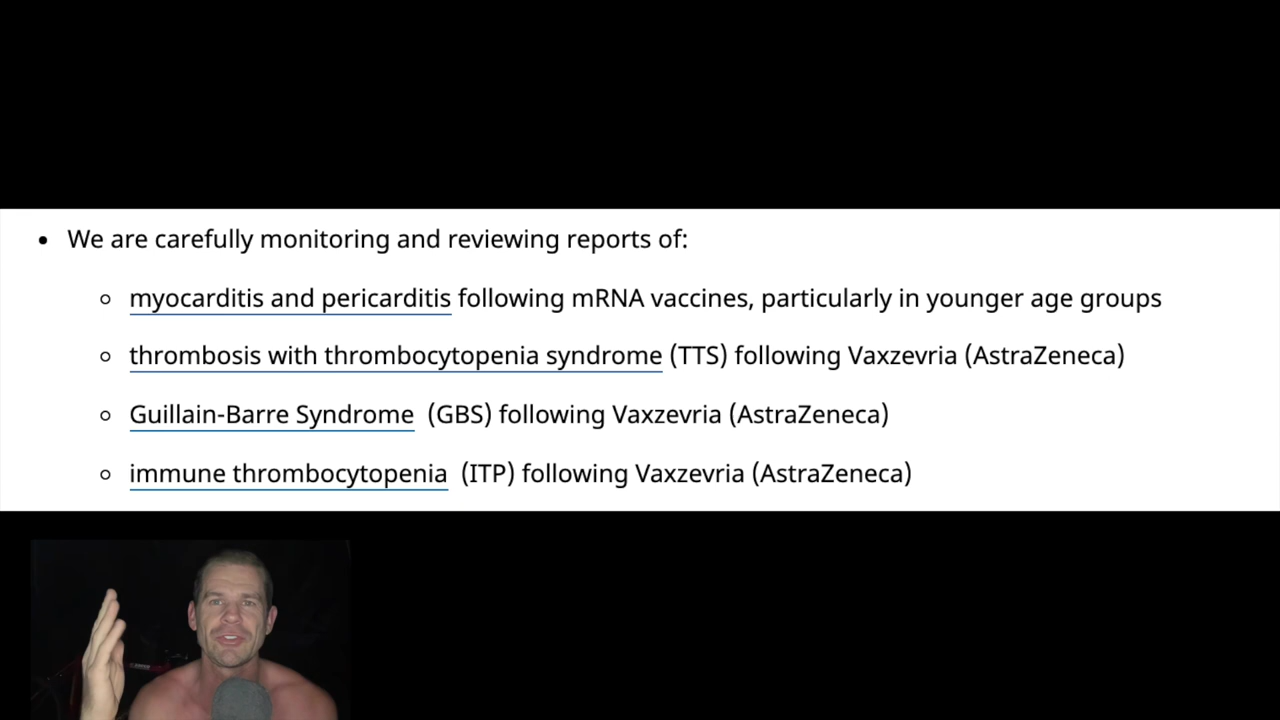 We are carefully monitoring and reviewing reports of:
myocarditis and pericarditis following mRNA vaccines, particularly in younger age groups
thrombosis with thrombocytopenia syndrome (TTS) following Vaxzevria (AstraZeneca)
Guillain-Barre Syndrome (GBS) following Vaxzevria (AstraZeneca)
immune thrombocytopenia (ITP) following Vaxzevria (AstraZeneca)